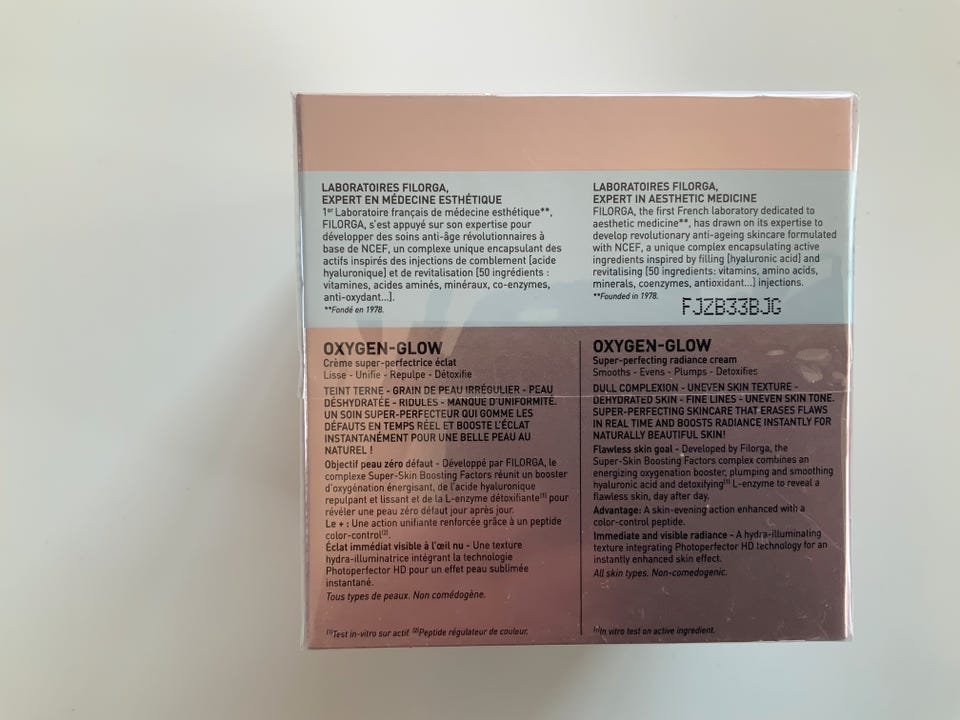 LABORATOIRES FILORGA,
EXPERT EN MÉDECINE ESTHÉTIQUE
1er Laboratoire français de médecine esthétique**,
FILORGA, s'est appuyé sur son expertise pour
développer des soins anti-âge révolutionnaires à
base de NCEF, un complexe unique encapsulant des
actifs inspirés des injections de comblement [acide
hyaluronique] et de revitalisation [50 ingrédients :
vitamines, acides aminés, minéraux, co-enzymes,
anti-oxydant...].
**Fondé en 1978.
LABORATOIRES FILORGA,
EXPERT IN AESTHETIC MEDICINE
FILORGA, the first French laboratory dedicated to
aesthetic medicine**, has drawn on its expertise to
develop revolutionary anti-ageing skincare formulated
with NCEF, a unique complex encapsulating active
ingredients inspired by filling [hyaluronic acid] and
revitalising [50 ingredients: vitamins, amino acids,
minerals, coenzymes, antioxidant...] injections.
**Founded in 1978.
FJZB33BJG
OXYGEN-GLOW
Crème super-perfectrice éclat
Lisse - Unifie - Repulpe - Détoxifie
TEINT TERNE - GRAIN DE PEAU IRRÉGULIER - PEAU
DÉSHYDRATÉE - RIDULES - MANQUE D'UNIFORMITÉ.
UN SOIN SUPER-PERFECTEUR QUI GOMME LES
DÉFAUTS EN TEMPS RÉEL ET BOOSTE L'ÉCLAT
INSTANTANÉMENT POUR UNE BELLE PEAU AU
NATUREL !
Objectif peau zéro défaut - Développé par FILORGA, le
complexe Super-Skin Boosting Factors réunit un booster
d'oxygénation énergisant, de l'acide hyaluronique
repulpant et lissant et de la L-enzyme détoxifiante(1) pour
révéler une peau zéro défaut jour après jour.
Le + : Une action unifiante renforcée grâce à un peptide
color-control(2).
Éclat immédiat visible à l'œil nu - Une texture
hydra-illuminatrice intégrant la technologie
Photoperfector HD pour un effet peau sublimée
instantané.
Tous types de peaux. Non comédogène.
(1)Test in-vitro sur actif (2)Peptide régulateur de couleur.
OXYGEN-GLOW
Super-perfecting radiance cream
Smooths - Evens - Plumps - Detoxifies
DULL COMPLEXION - UNEVEN SKIN TEXTURE -
DEHYDRATED SKIN - FINE LINES - UNEVEN SKIN TONE.
SUPER-PERFECTING SKINCARE THAT ERASES FLAWS
IN REAL TIME AND BOOSTS RADIANCE INSTANTLY FOR
NATURALLY BEAUTIFUL SKIN!
Flawless skin goal - Developed by Filorga, the
Super-Skin Boosting Factors complex combines an
energizing oxygenation booster, plumping and smoothing
hyaluronic acid and detoxifying(1) L-enzyme to reveal a
flawless skin, day after day.
Advantage: A skin-evening action enhanced with a
color-control peptide.
Immediate and visible radiance - A hydra-illuminating
texture integrating Photoperfector HD technology for an
instantly enhanced skin effect.
All skin types. Non-comedogenic.
(1)In vitro test on active ingredient.